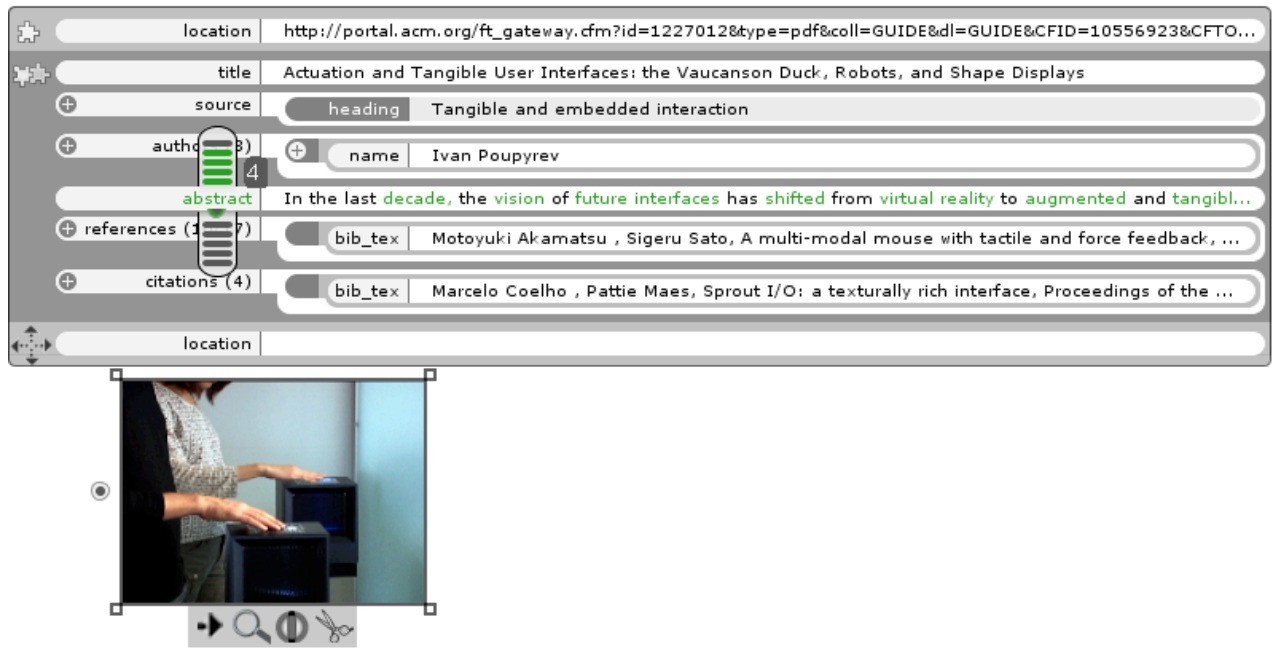 location http://portal.acm.org/ft_gateway.cfm?id=1227012&type=pdf&coll=GUIDE&dl=GUIDE&CFID=10556923&CFTO...
title Actuation and Tangible User Interfaces: the Vaucanson Duck, Robots, and Shape Displays
source heading Tangible and embedded interaction
name Ivan Poupyrev
4
abstract In the last decade, the vision of future interfaces has shifted from virtual reality to augmented and tangibl...
references bib_tex Motoyuki Akamatsu , Sigeru Sato, A multi-modal mouse with tactile and force feedback, ...
citations (4) bib_tex Marcelo Coelho , Pattie Maes, Sprout I/O: a texturally rich interface, Proceedings of the ...
location